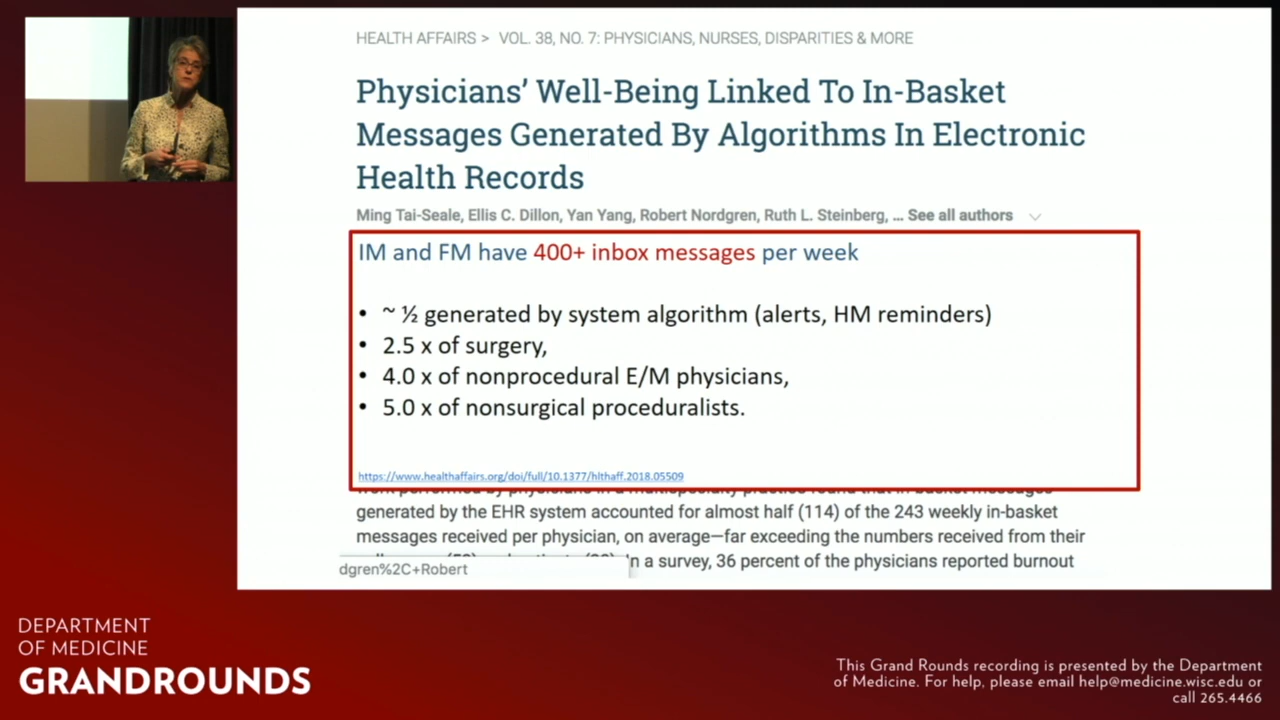 HEALTH AFFAIRS > VOL. 38, NO. 7: PHYSICIANS, NURSES, DISPARITIES & MORE
Physicians’ Well-Being Linked To In-Basket
Messages Generated By Algorithms In Electronic
Health Records
Ming Tai-Seale, Ellis C. Dillon, Yan Yang, Robert Nordgren, Ruth L. Steinberg, ... See all authors
IM and FM have 400+ inbox messages per week
• ~ ½ generated by system algorithm (alerts, HM reminders)
• 2.5 x of surgery,
• 4.0 x of nonprocedural E/M physicians,
• 5.0 x of nonsurgical proceduralists.
https://www.healthaffairs.org/doi/full/10.1377/hlthaff.2018.05509
generated by the EHR system accounted for almost half (114) of the 243 weekly in-basket
messages received per physician, on average—far exceeding the numbers received from their
n a survey, 36 percent of the physicians reported burnout
dgren%2C+Robert
DEPARTMENT
OF MEDICINE
GRANDROUNDS
This Grand Rounds recording is presented by the Department
of Medicine. For help, please email help@medicine.wisc.edu or
call 265.4466